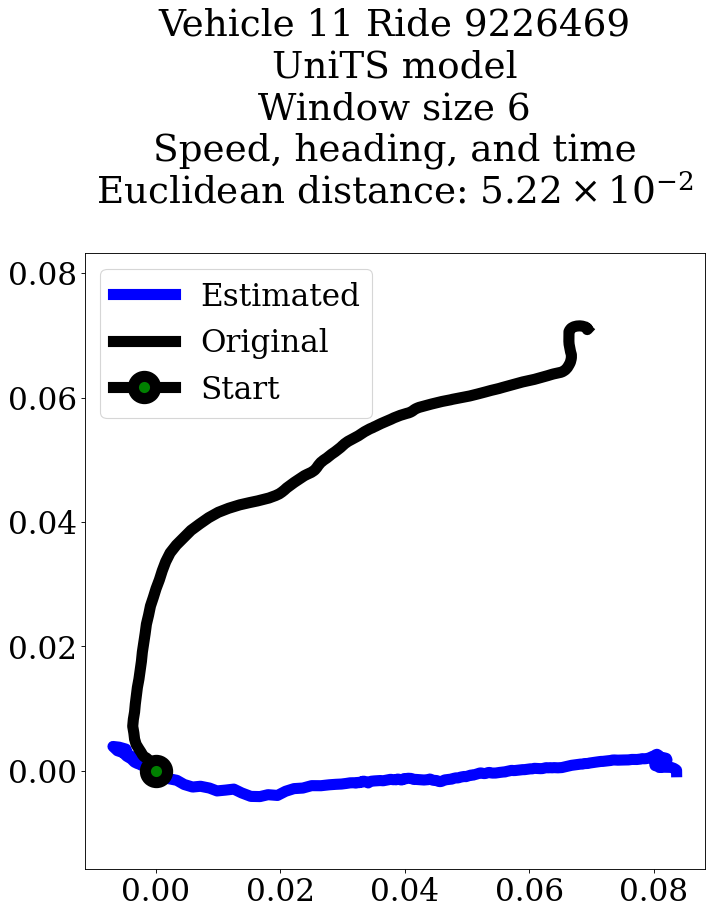 Vehicle 11 Ride 9226469
UniTS model
Window size 6
Speed, heading, and time
Euclidean distance: 5.22 × 10⁻²
Estimated
Original
Start
0.08
0.06
0.04
0.02
0.00
0.00 0.02 0.04 0.06 0.08